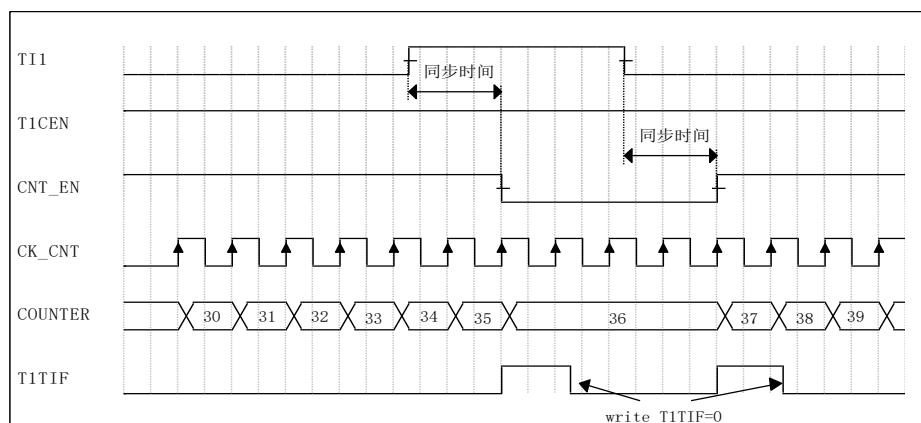 TI1
同步时间
T1CEN
同步时间
CNT_EN
CK_CNT
COUNTER 30 31 32 33 34 35 36 37 38 39
T1TIF
write T1TIF=0